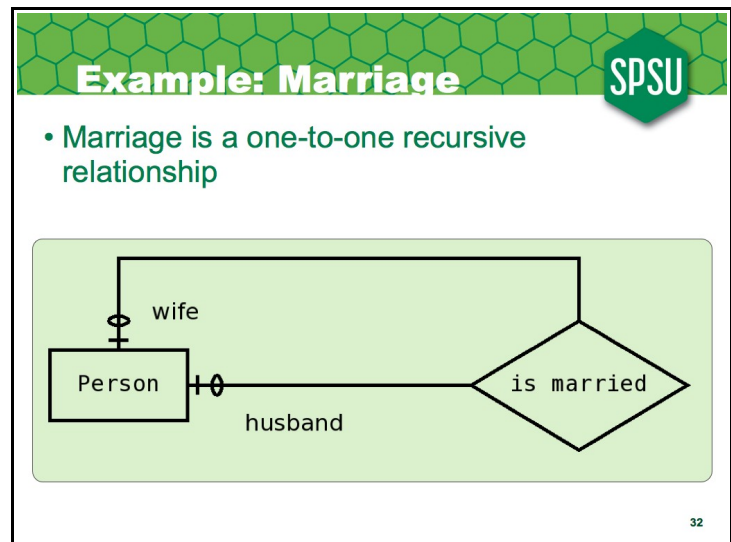 Example: Marriage
SPSU
• Marriage is a one-to-one recursive
relationship
wife
Person
is married
husband
32